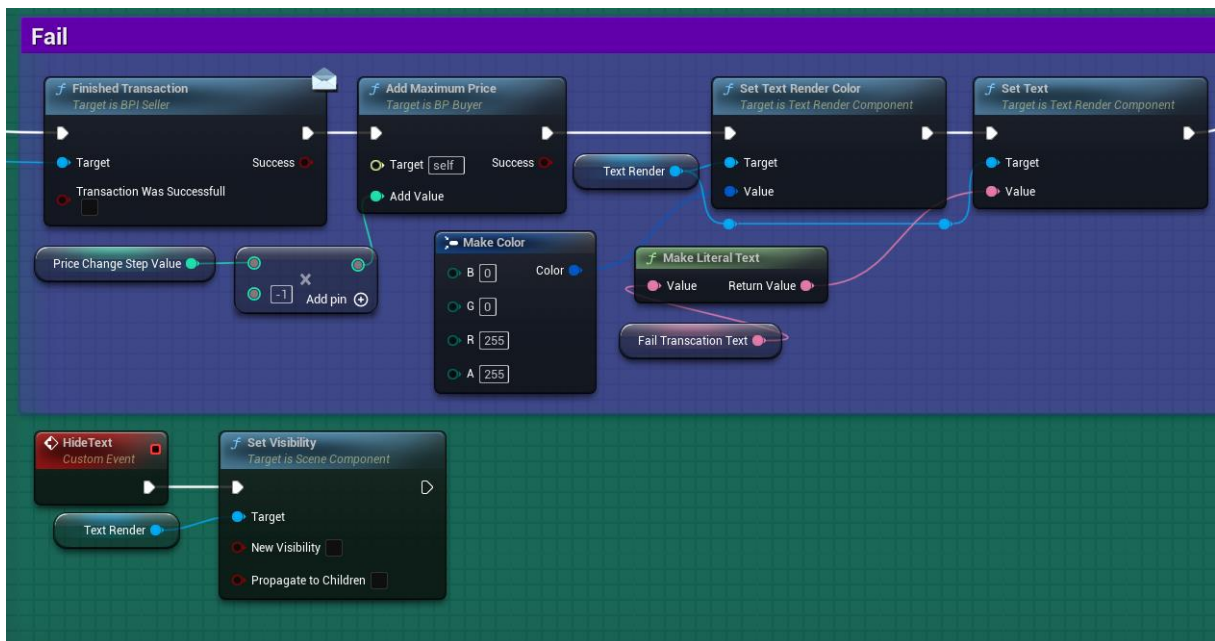 Fail
Finished Transaction
Target is BPI Seller
Target
Success
Transaction Was Successfull
Add Maximum Price
Target is BP Buyer
Target self
Success
Add Value
Text Render
Set Text Render Color
Target is Text Render Component
Target
Value
Set Text
Target is Text Render Component
Target
Value
Price Change Step Value
-1
Add pin
Make Color
B 0
Color
G 0
R 255
A 255
Make Literal Text
Value
Return Value
Fail Transcation Text
HideText
Custom Event
Text Render
Set Visibility
Target is Scene Component
Target
New Visibility
Propagate to Children